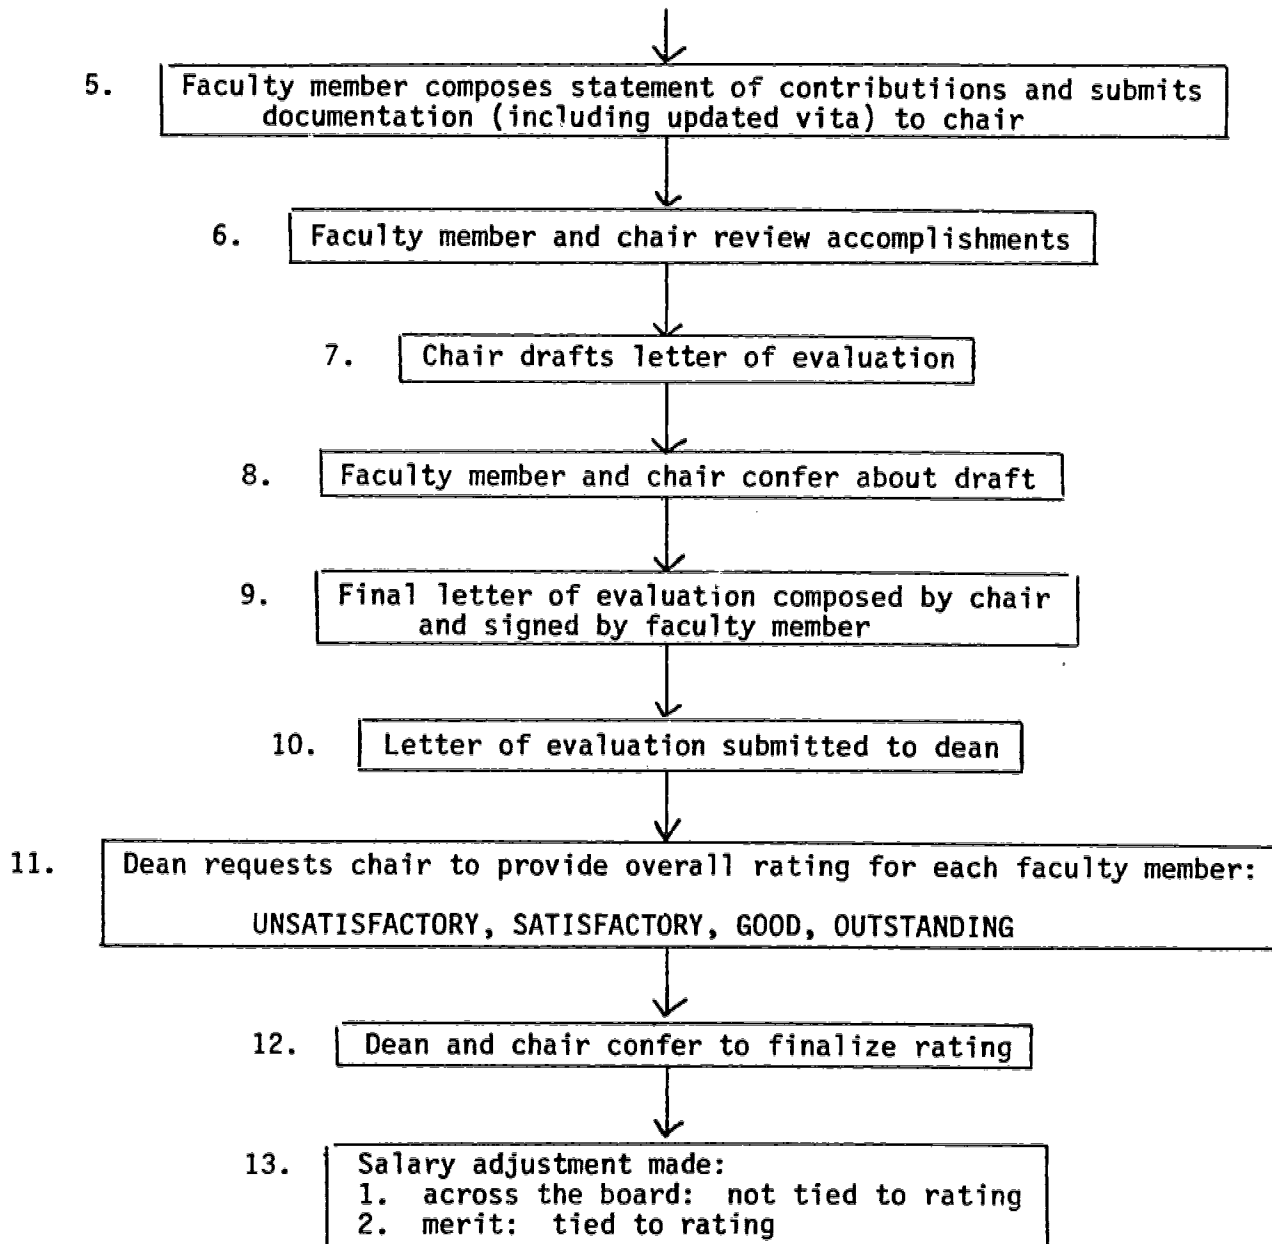 5. Faculty member composes statement of contributiions and submits
documentation (including updated vita) to chair
6. Faculty member and chair review accomplishments
7. Chair drafts letter of evaluation
8. Faculty member and chair confer about draft
9. Final letter of evaluation composed by chair
and signed by faculty member
10. Letter of evaluation submitted to dean
11. Dean requests chair to provide overall rating for each faculty member:
UNSATISFACTORY, SATISFACTORY, GOOD, OUTSTANDING
12. Dean and chair confer to finalize rating
13. Salary adjustment made:
1. across the board: not tied to rating
2. merit: tied to rating